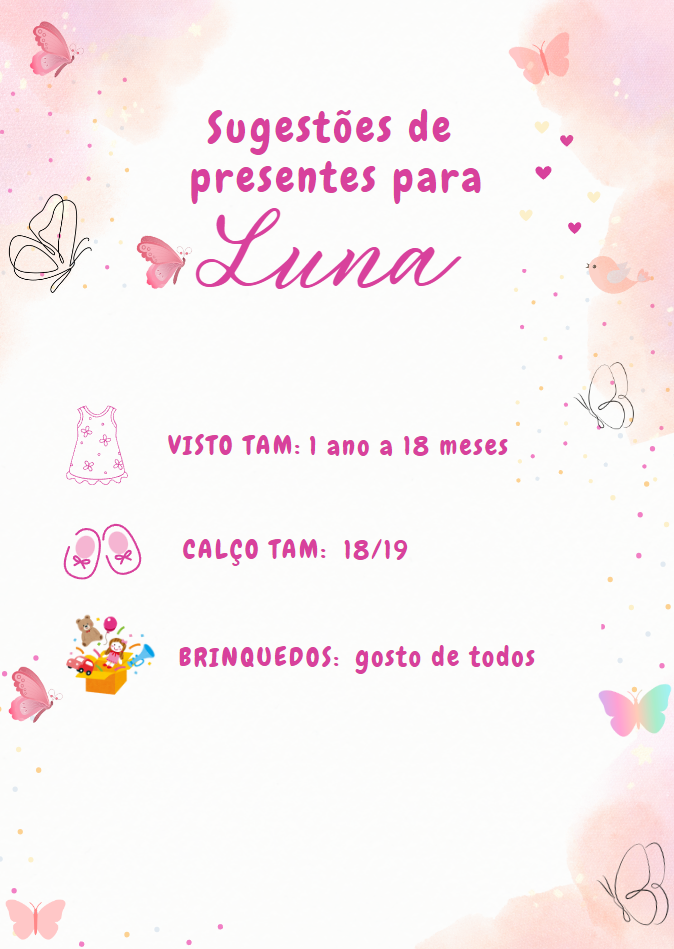 Sugestões de
presentes para
Luna
VISTO TAM: 1 ano a 18 meses
CALÇO TAM: 18/19
BRINQUEDOS: gosto de todos